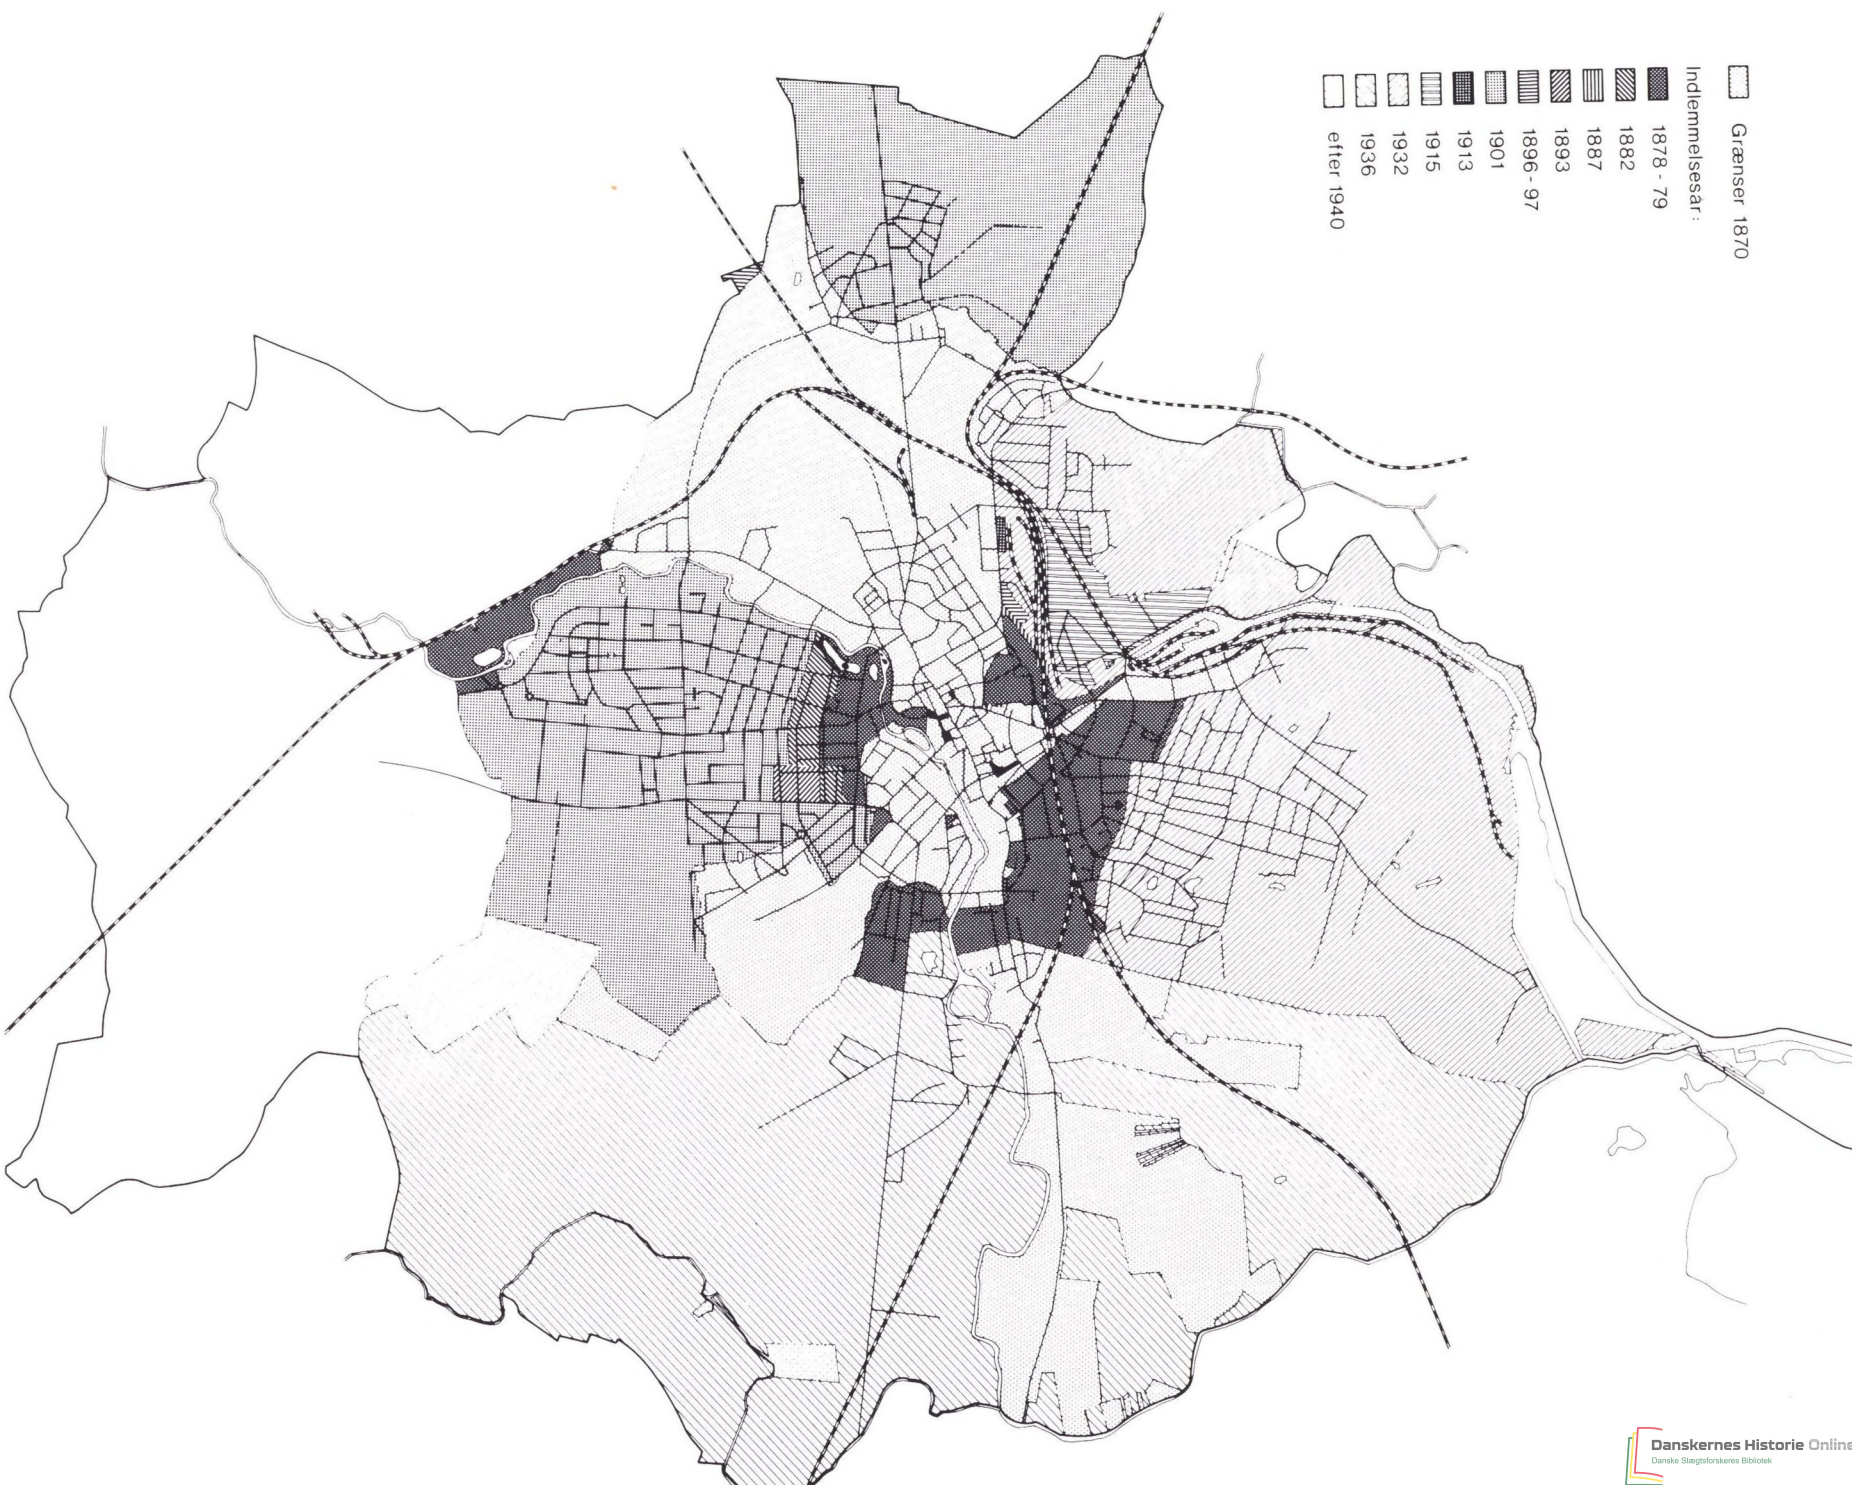 Grænser 1870
Indlemmelsesår:
1878 - 79
1882
1887
1893
1896 - 97
1901
1913
1915
1932
1936
efter 1940
Danskernes Historie Online
Danske Slægtsforskeres Bibliotek